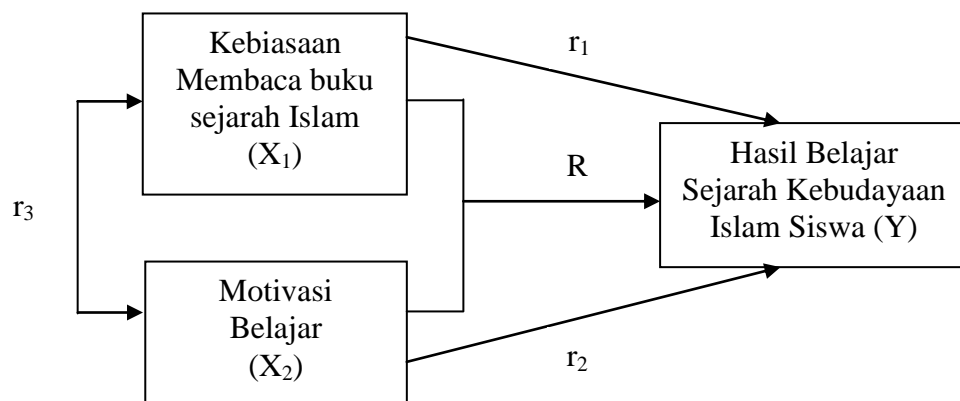 Kebiasaan
Membaca buku
sejarah Islam
(X₁)
r₁
Hasil Belajar
Sejarah Kebudayaan
Islam Siswa (Y)
R
r₃
Motivasi
Belajar
(X₂)
r₂